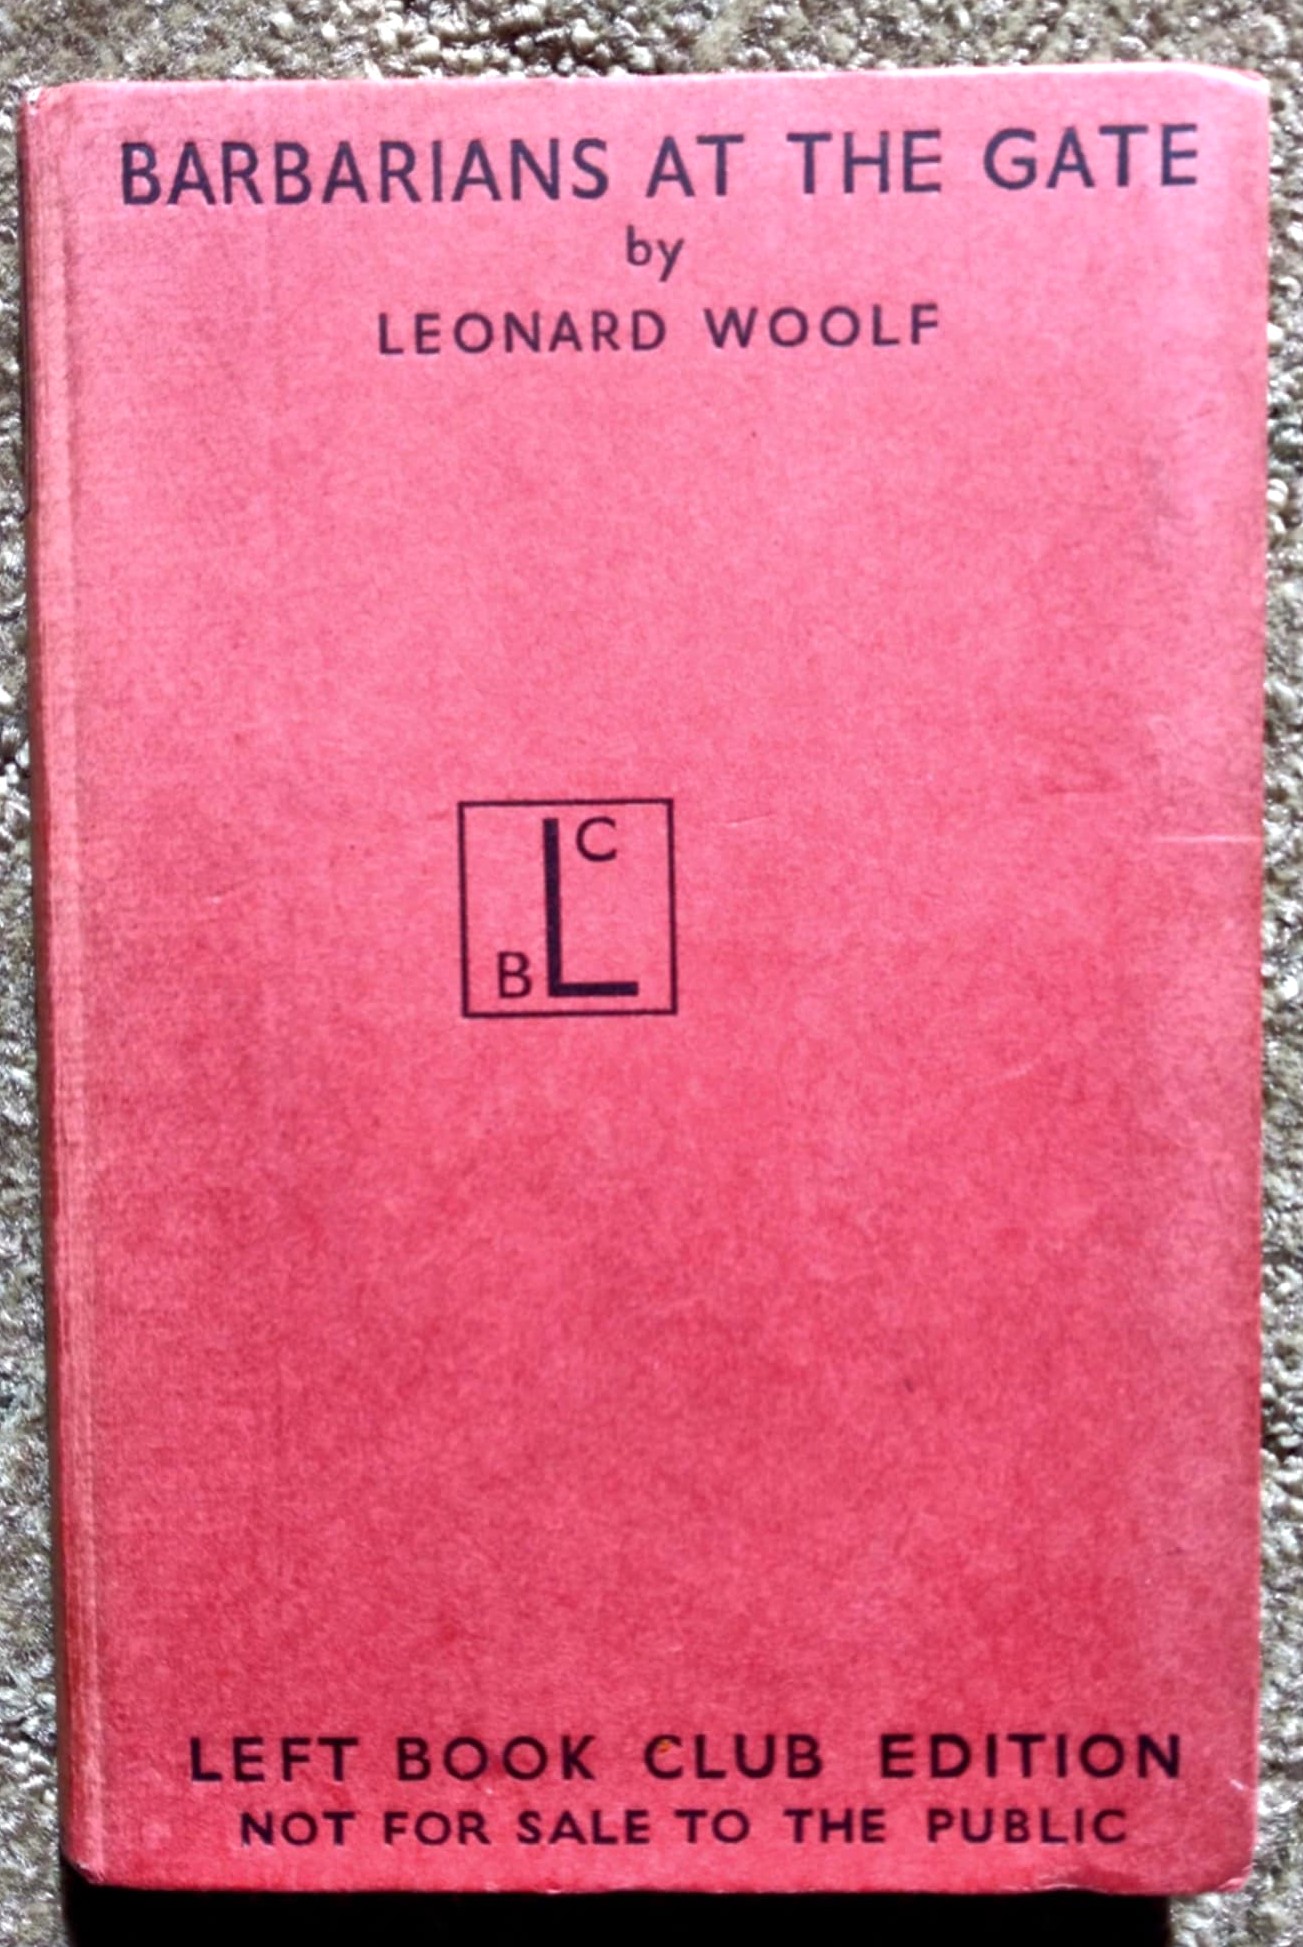 BARBARIANS AT THE GATE
by
LEONARD WOOLF
C
L
B
LEFT BOOK CLUB EDITION
NOT FOR SALE TO THE PUBLIC